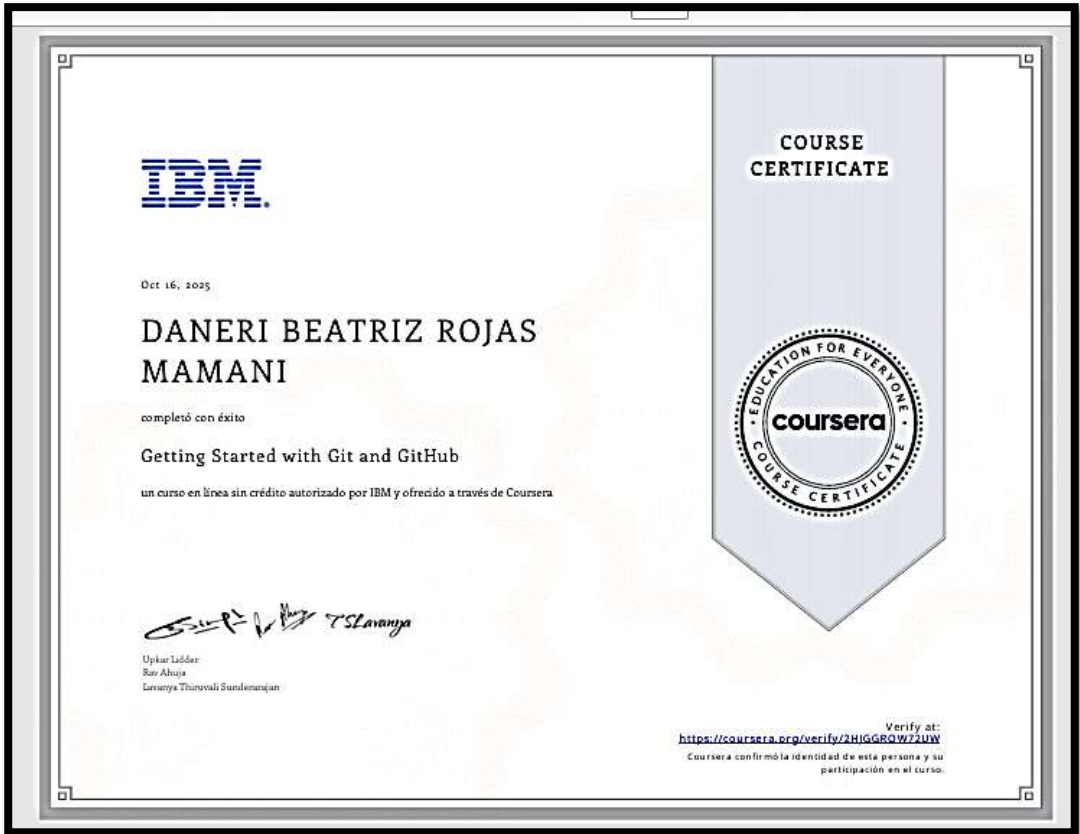 IBM.
COURSE
CERTIFICATE
Oct 16, 2025
DANERI BEATRIZ ROJAS
MAMANI
completó con éxito
Getting Started with Git and GitHub
un curso en línea sin crédito autorizado por IBM y ofrecido a través de Coursera
EDUCATION FOR EVERYONE
coursera
COURSE CERTIFICATE
TSLavanya
Upkar Lidder
Rav Ahuja
Lavanya Thiruvali Sunderarajan
Verify at:
https://coursera.org/verify/2HJGGROW72UW
Coursera confirmó la identidad de esta persona y su
participación en el curso.